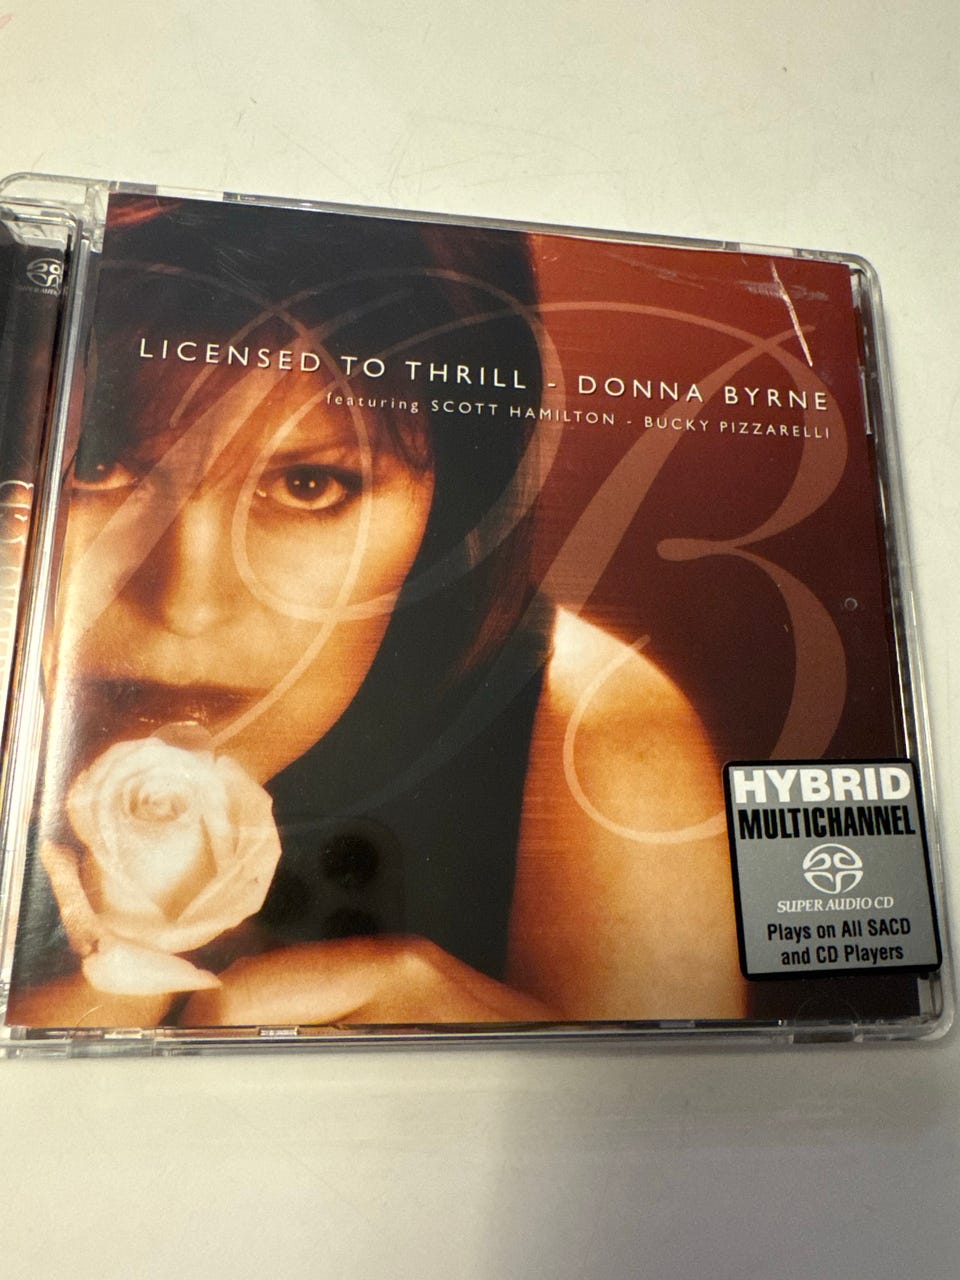 LICENSED TO THRILL - DONNA BYRNE
featuring SCOTT HAMILTON - BUCKY PIZZARELLI
HYBRID
MULTICHANNEL
SUPER AUDIO CD
Plays on All SACD
and CD Players